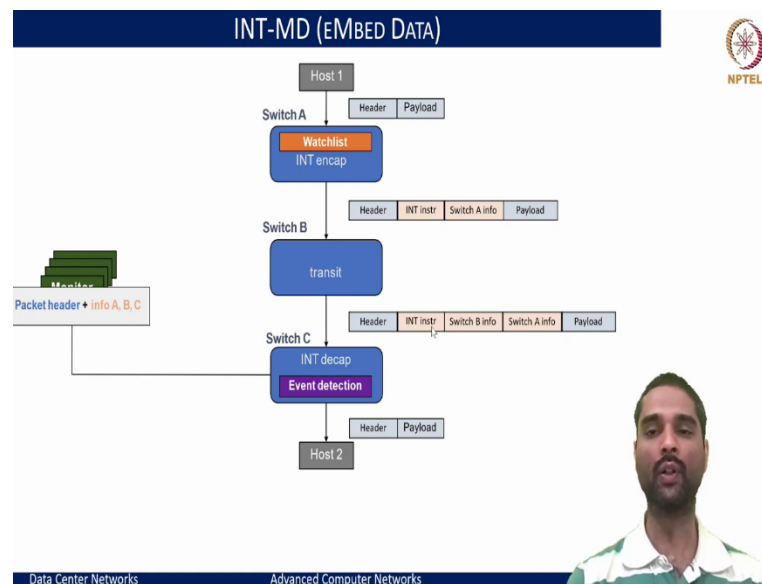 INT-MD (EMBED DATA)
NPTEL
Host 1
Header Payload
Switch A
Watchlist
INT encap
Header INT instr Switch A info Payload
Switch B
transit
Monitor
Packet header + info A, B, C
Header INT instr Switch B info Switch A info Payload
Switch C
INT decap
Event detection
Header Payload
Host 2
Data Center Networks Advanced Computer Networks